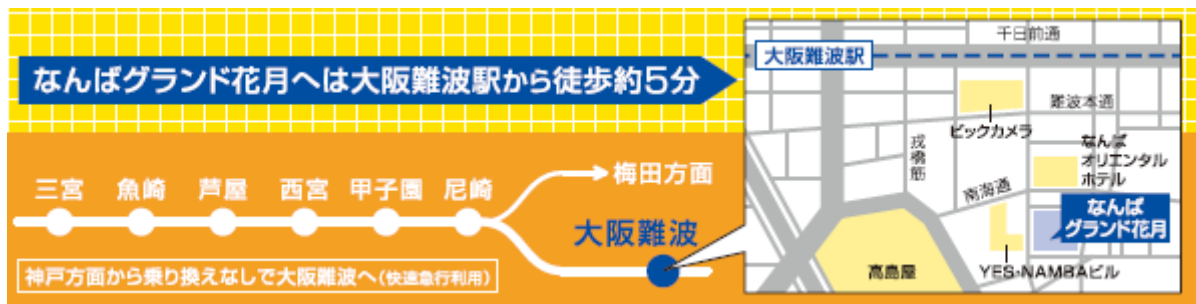 なんばグランド花月へは大阪難波駅から徒歩約5分
三宮
魚崎
芦屋
西宮
甲子園
尼崎
梅田方面
大阪難波
神戸方面から乗り換えなしで大阪難波へ(快速急行利用)
千日前通
大阪難波駅
難波本通
ビックカメラ
戎橋筋
なんば
オリエンタル
ホテル
南海通
なんば
グランド花月
高島屋
YES・NAMBAビル